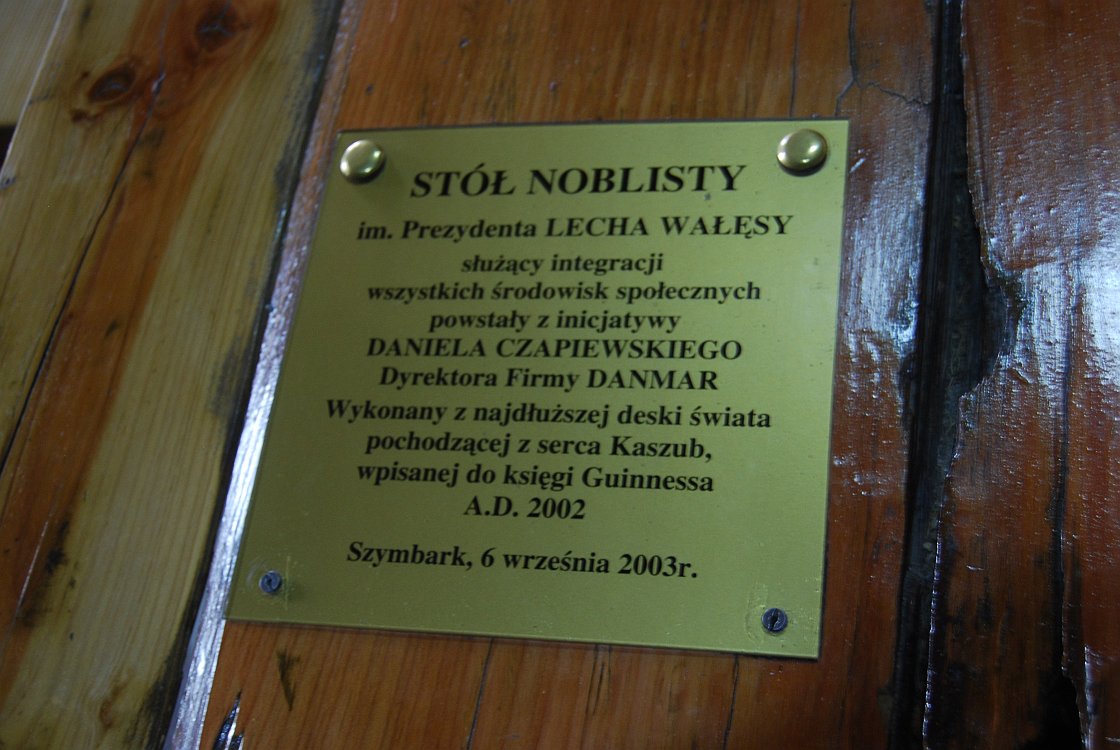 STÓŁ NOBLISTY
im. Prezydenta LECHA WAŁĘSY
służący integracji
wszystkich środowisk społecznych
powstały z inicjatywy
DANIELA CZAPIEWSKIEGO
Dyrektora Firmy DANMAR
Wykonany z najdłuższej deski świata
pochodzącej z serca Kaszub,
wpisanej do księgi Guinnessa
A.D. 2002
Szymbark, 6 września 2003r.